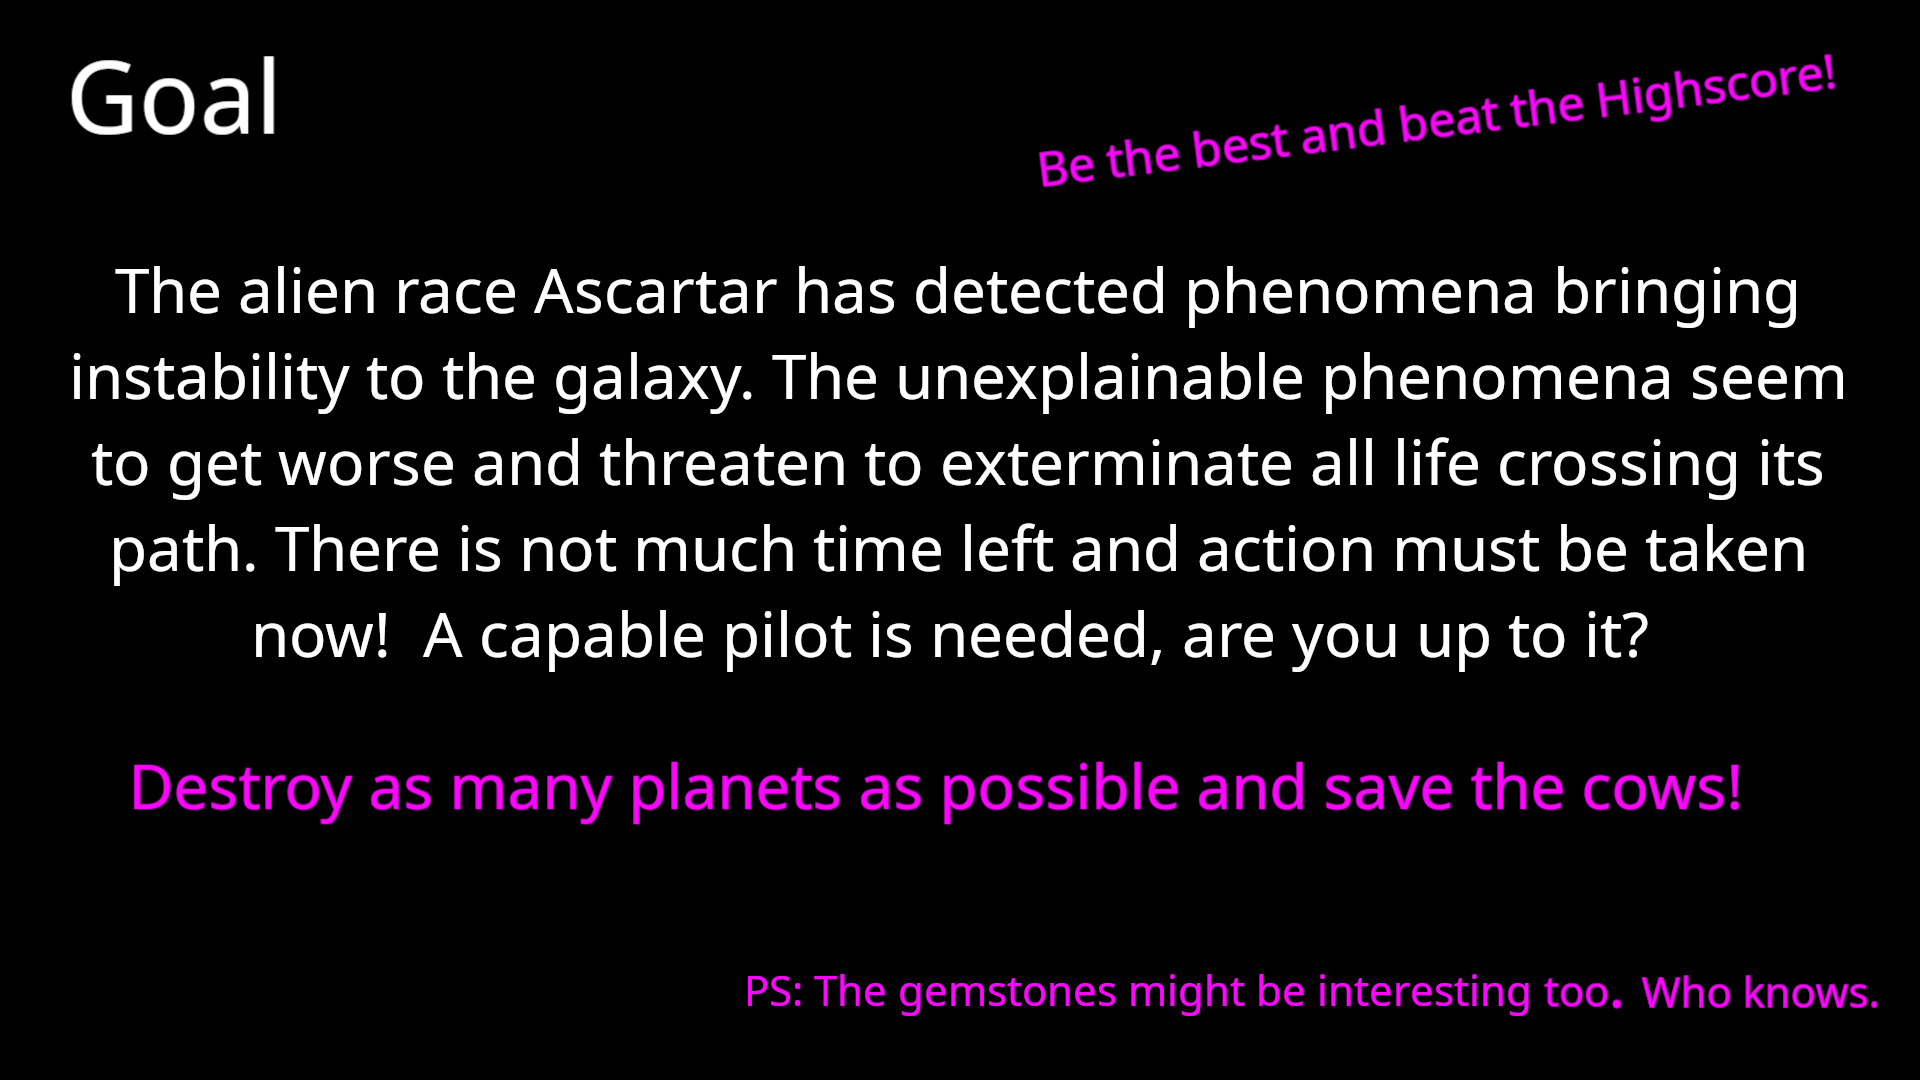 Goal
Be the best and beat the Highscore!
The alien race Ascartar has detected phenomena bringing
instability to the galaxy. The unexplainable phenomena seem
to get worse and threaten to exterminate all life crossing its
path. There is not much time left and action must be taken
now!  A capable pilot is needed, are you up to it?
Destroy as many planets as possible and save the cows!
PS: The gemstones might be interesting too. Who knows.